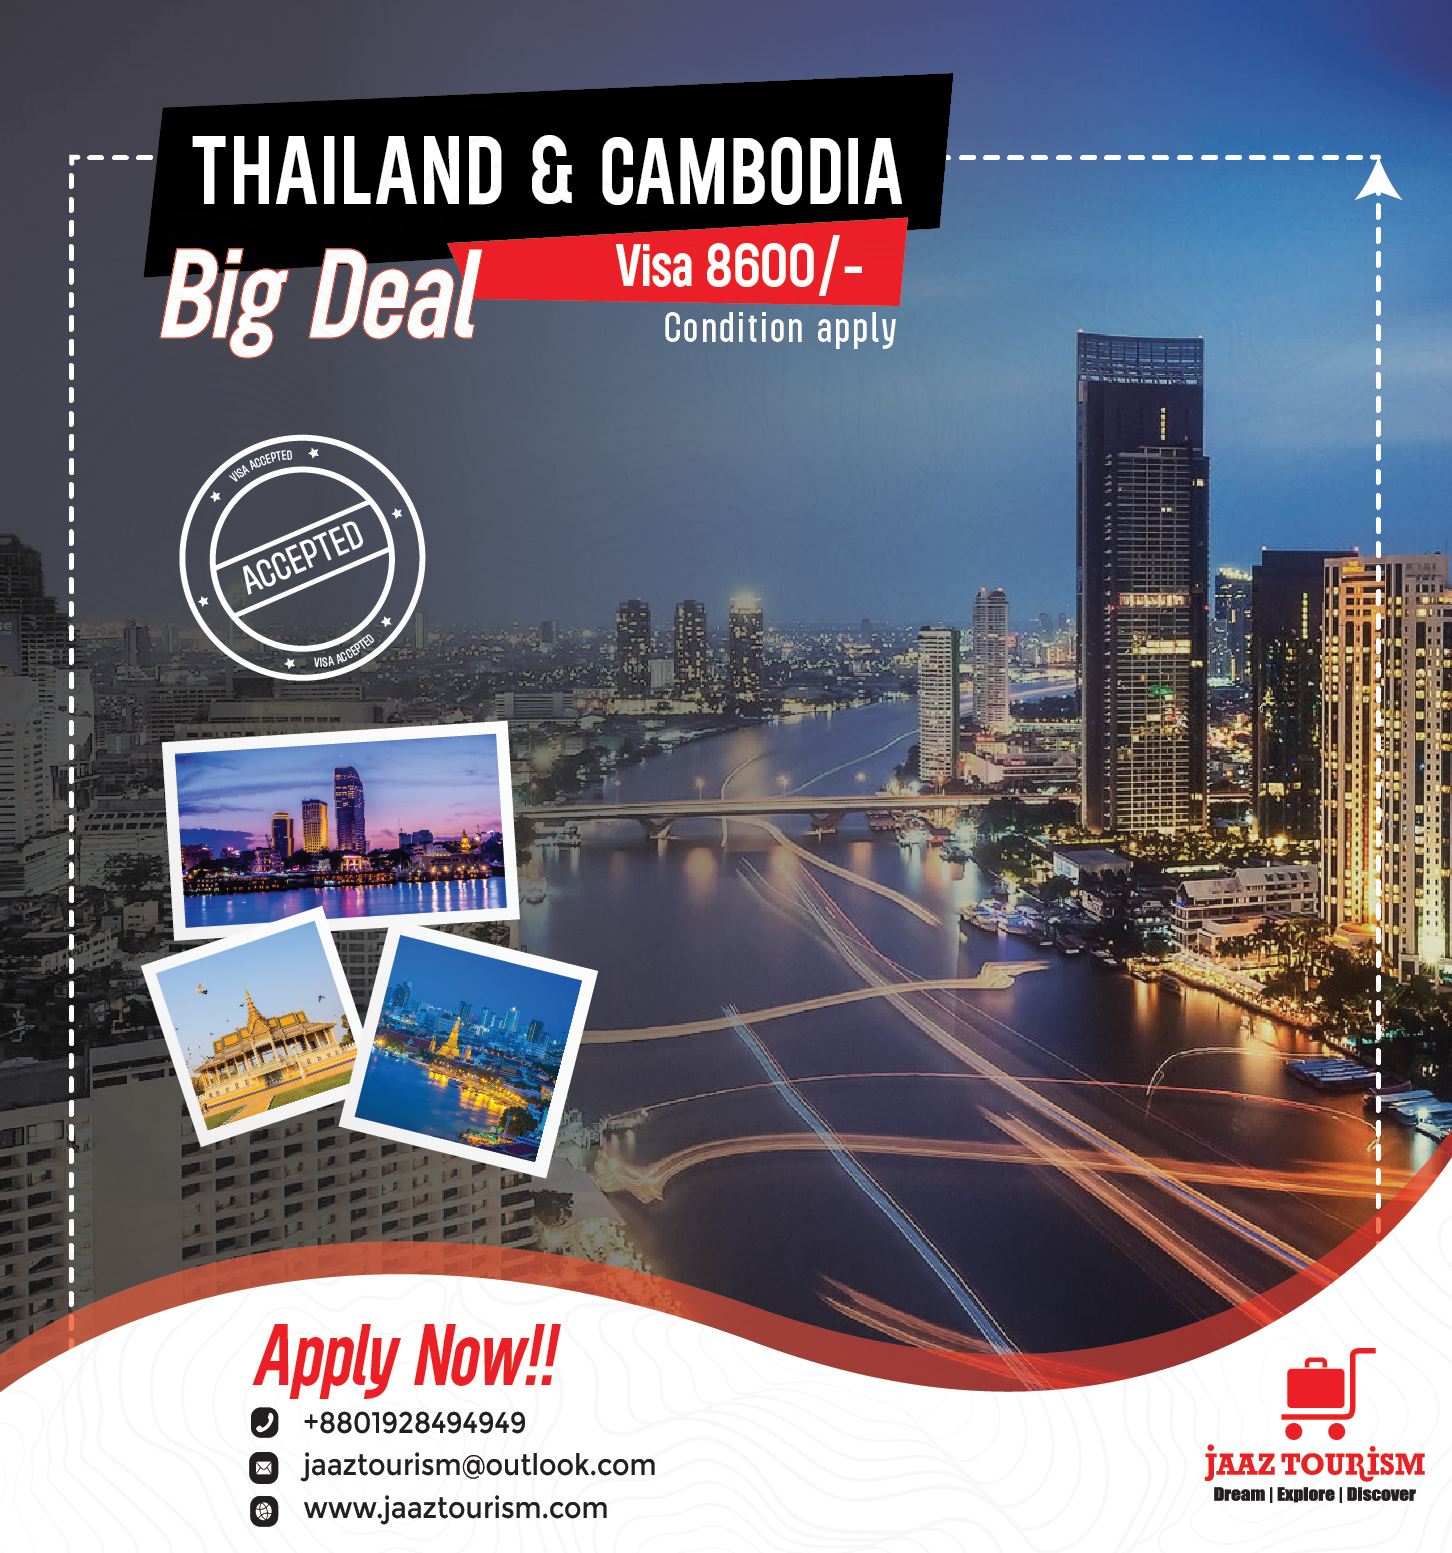 THAILAND & CAMBODIA
Big Deal
Visa 8600/-
Condition apply
VISA ACCEPTED
ACCEPTED
VISA ACCEPTED
Apply Now!!
+8801928494949
jaaztourism@outlook.com
www.jaaztourism.com
jAAZ TOURiSM
Dream | Explore | Discover